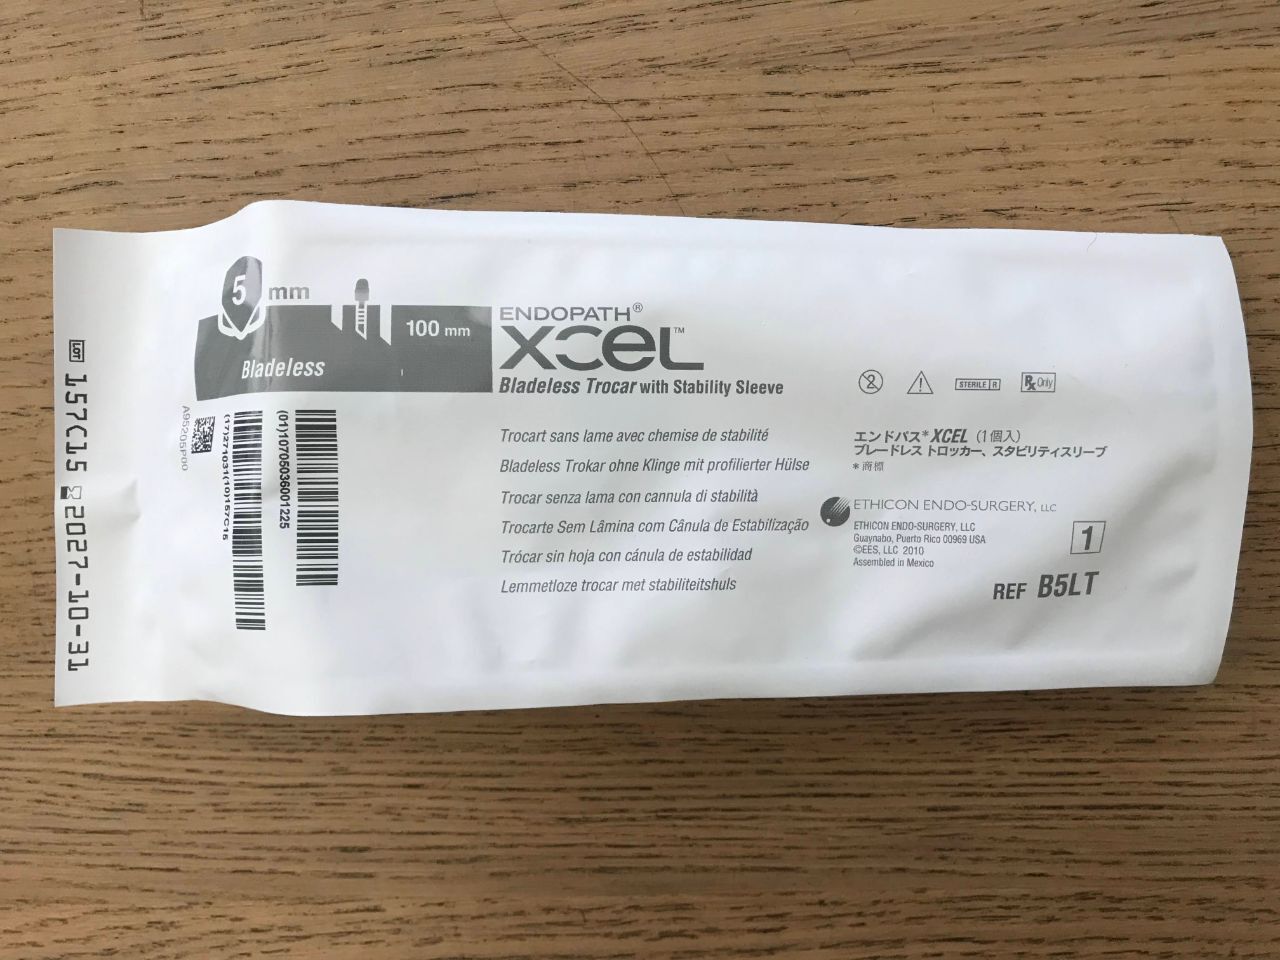 5 mm
100 mm
Bladeless
ENDOPATH®
XCEL™
Bladeless Trocar with Stability Sleeve
Trocart sans lame avec chemise de stabilité
Bladeless Trokar ohne Klinge mit profilierter Hülse
Trocar senza lama con cannula di stabilità
Trocarte Sem Lâmina com Cânula de Estabilização
Trócar sin hoja con cánula de estabilidad
Lemmetloze trocar met stabiliteitshuls
2
STERILE R
Rx Only
エンドパス*XCEL（1個入）
ブレードレス トロッカー、スタビリティスリーブ
*商標
ETHICON ENDO-SURGERY, LLC
ETHICON ENDO-SURGERY, LLC
Guaynabo, Puerto Rico 00969 USA
©EES, LLC 2010
Assembled in Mexico
1
REF B5LT
LOT 157C15 2027-10-31
A95205P00
(17)271031(10)157C15
(01)10705036001225